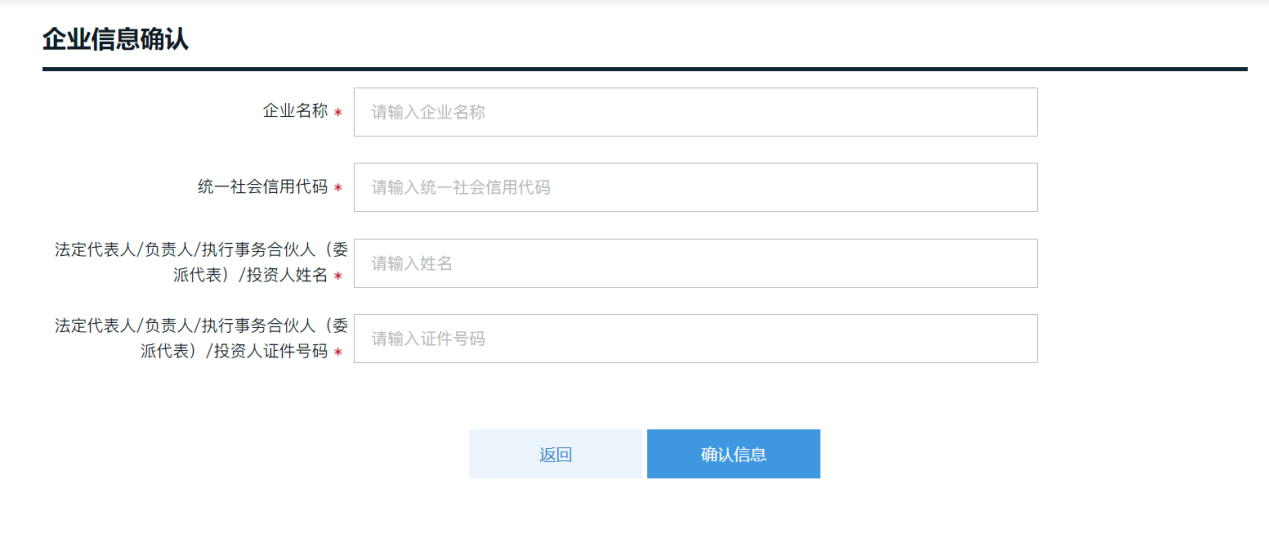 企业信息确认
企业名称 *
请输入企业名称
统一社会信用代码 *
请输入统一社会信用代码
法定代表人/负责人/执行事务合伙人（委
派代表）/投资人姓名 *
请输入姓名
法定代表人/负责人/执行事务合伙人（委
派代表）/投资人证件号码 *
请输入证件号码
返回
确认信息